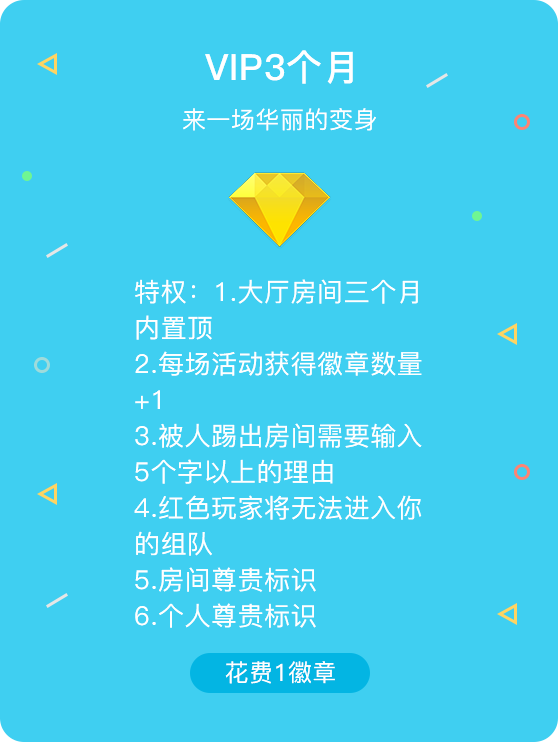 VIP3个月
来一场华丽的变身
特权：1.大厅房间三个月
内置顶
2.每场活动获得徽章数量
+1
3.被人踢出房间需要输入
5个字以上的理由
4.红色玩家将无法进入你
的组队
5.房间尊贵标识
6.个人尊贵标识
花费1徽章